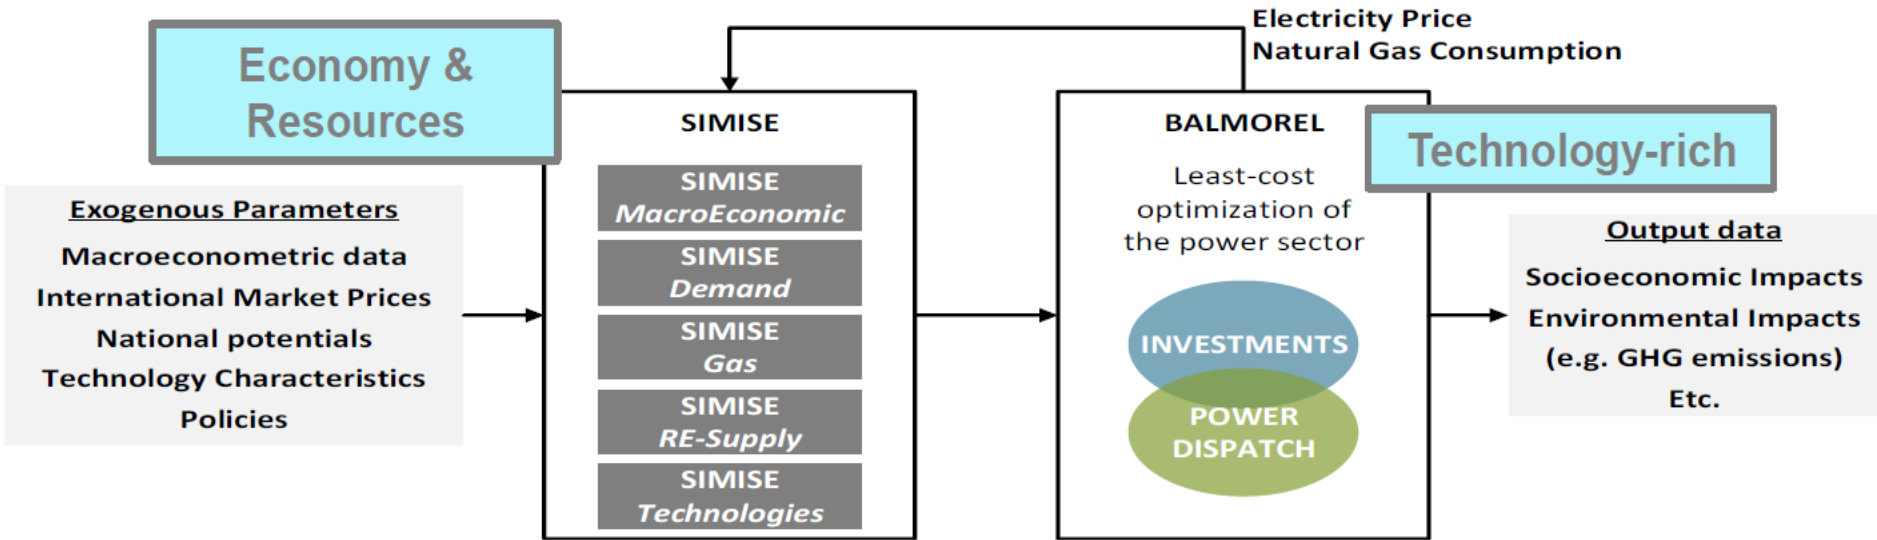 Economy &
Resources
Exogenous Parameters
Macroeconometric data
International Market Prices
National potentials
Technology Characteristics
Policies
SIMISE
SIMISE
MacroEconomic
SIMISE
Demand
SIMISE
Gas
SIMISE
RE-Supply
SIMISE
Technologies
Electricity Price
Natural Gas Consumption
BALMOREL
Least-cost
optimization of
the power sector
INVESTMENTS
POWER
DISPATCH
Technology-rich
Output data
Socioeconomic Impacts
Environmental Impacts
(e.g. GHG emissions)
Etc.